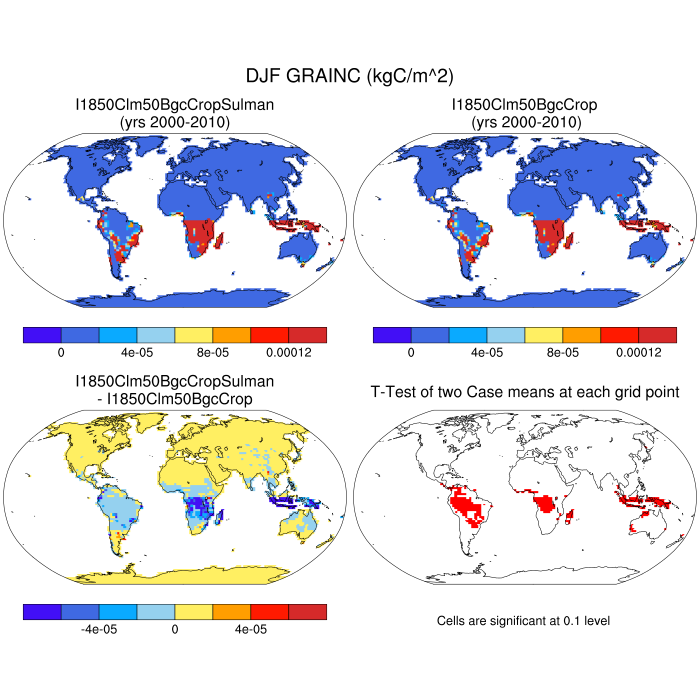 DJF GRAINC (kgC/m^2)
I1850Clm50BgcCropSulman
(yrs 2000-2010)
I1850Clm50BgcCrop
(yrs 2000-2010)
0 4e-05 8e-05 0.00012
0 4e-05 8e-05 0.00012
I1850Clm50BgcCropSulman
- I1850Clm50BgcCrop
T-Test of two Case means at each grid point
-4e-05 0 4e-05
Cells are significant at 0.1 level